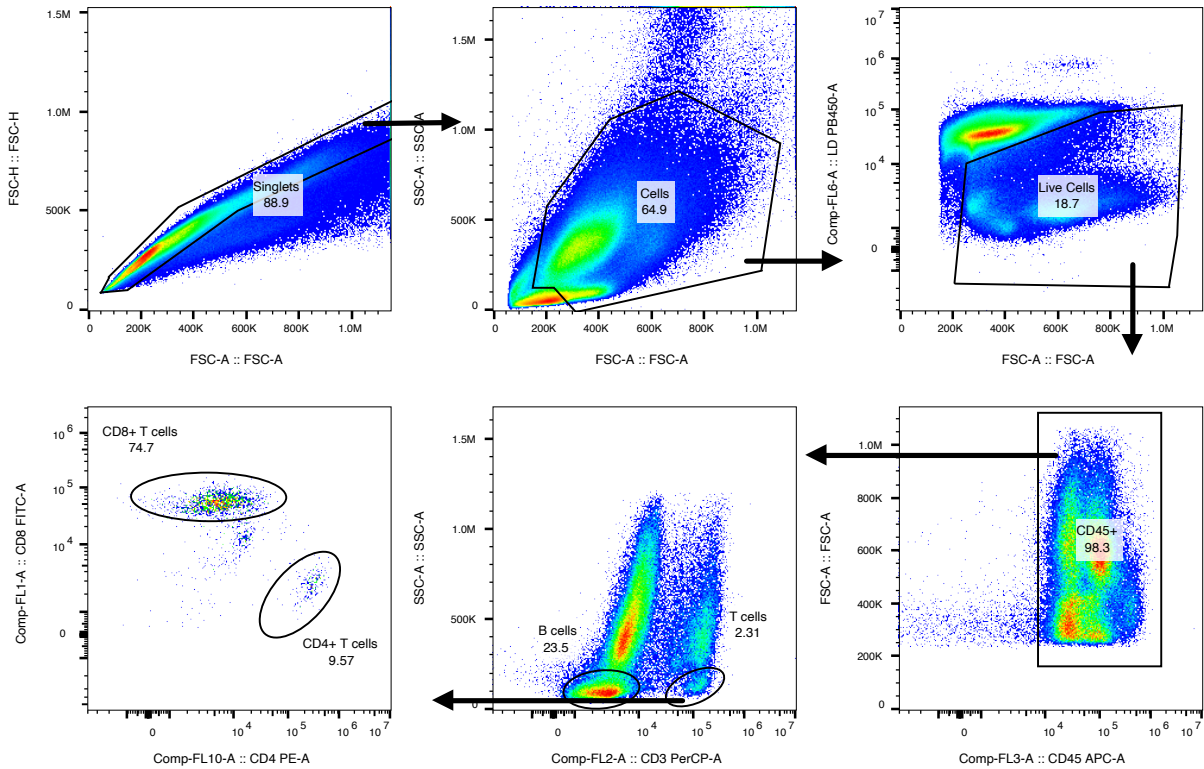 FSC-H :: FSC-H
1.5M
1.0M
500K
0
Singlets
88.9
0 200K 400K 600K 800K 1.0M
FSC-A :: FSC-A
SSC-A :: SSC-A
1.5M
1.0M
500K
0
Cells
64.9
0 200K 400K 600K 800K 1.0M
FSC-A :: FSC-A
Comp-FL6-A :: LD PB450-A
10^7
10^6
10^5
10^4
0
Live Cells
18.7
0 200K 400K 600K 800K 1.0M
FSC-A :: FSC-A
Comp-FL1-A :: CD8 FITC-A
10^6
10^5
10^4
0
CD8+ T cells
74.7
CD4+ T cells
9.57
0 10^4 10^5 10^6 10^7
Comp-FL10-A :: CD4 PE-A
SSC-A :: SSC-A
1.5M
1.0M
500K
0
B cells
23.5
T cells
2.31
0 10^4 10^5 10^6 10^7
Comp-FL2-A :: CD3 PerCP-A
FSC-A :: FSC-A
1.0M
800K
600K
400K
200K
CD45+
98.3
0 10^4 10^5 10^6 10^7
Comp-FL3-A :: CD45 APC-A